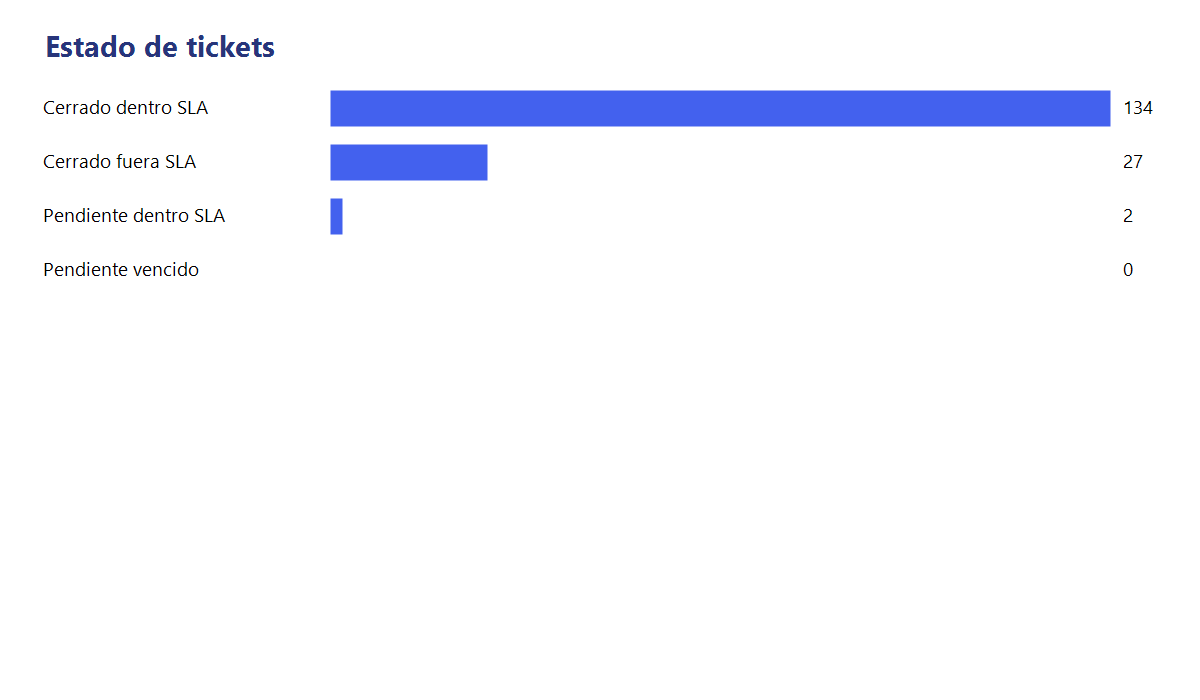 Estado de tickets
Cerrado dentro SLA 134
Cerrado fuera SLA 27
Pendiente dentro SLA 2
Pendiente vencido 0